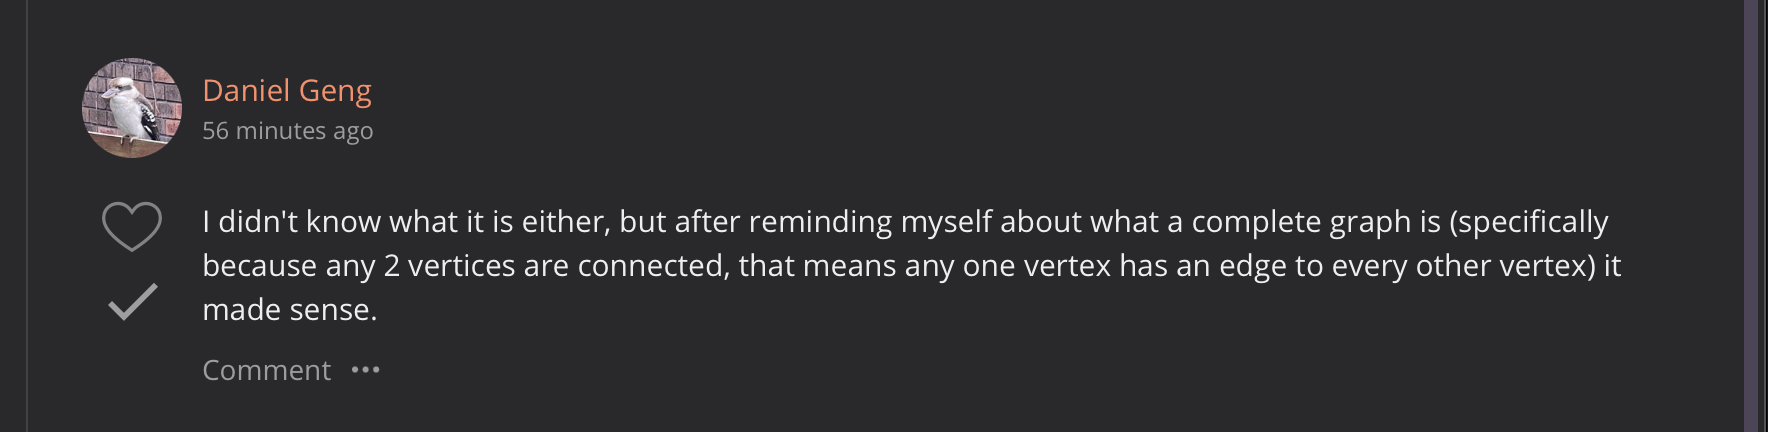 Daniel Geng
56 minutes ago
I didn't know what it is either, but after reminding myself about what a complete graph is (specifically
because any 2 vertices are connected, that means any one vertex has an edge to every other vertex) it
made sense.
Comment •••